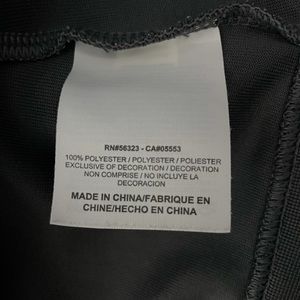 RN#56323 - CA#05553
100% POLYESTER / POLYESTER / POLIESTER
EXCLUSIVE OF DECORATION / DECORATION
NON COMPRISE / NO INCLUYE LA
DECORACION
MADE IN CHINA/FABRIQUE EN
CHINE/HECHO EN CHINA